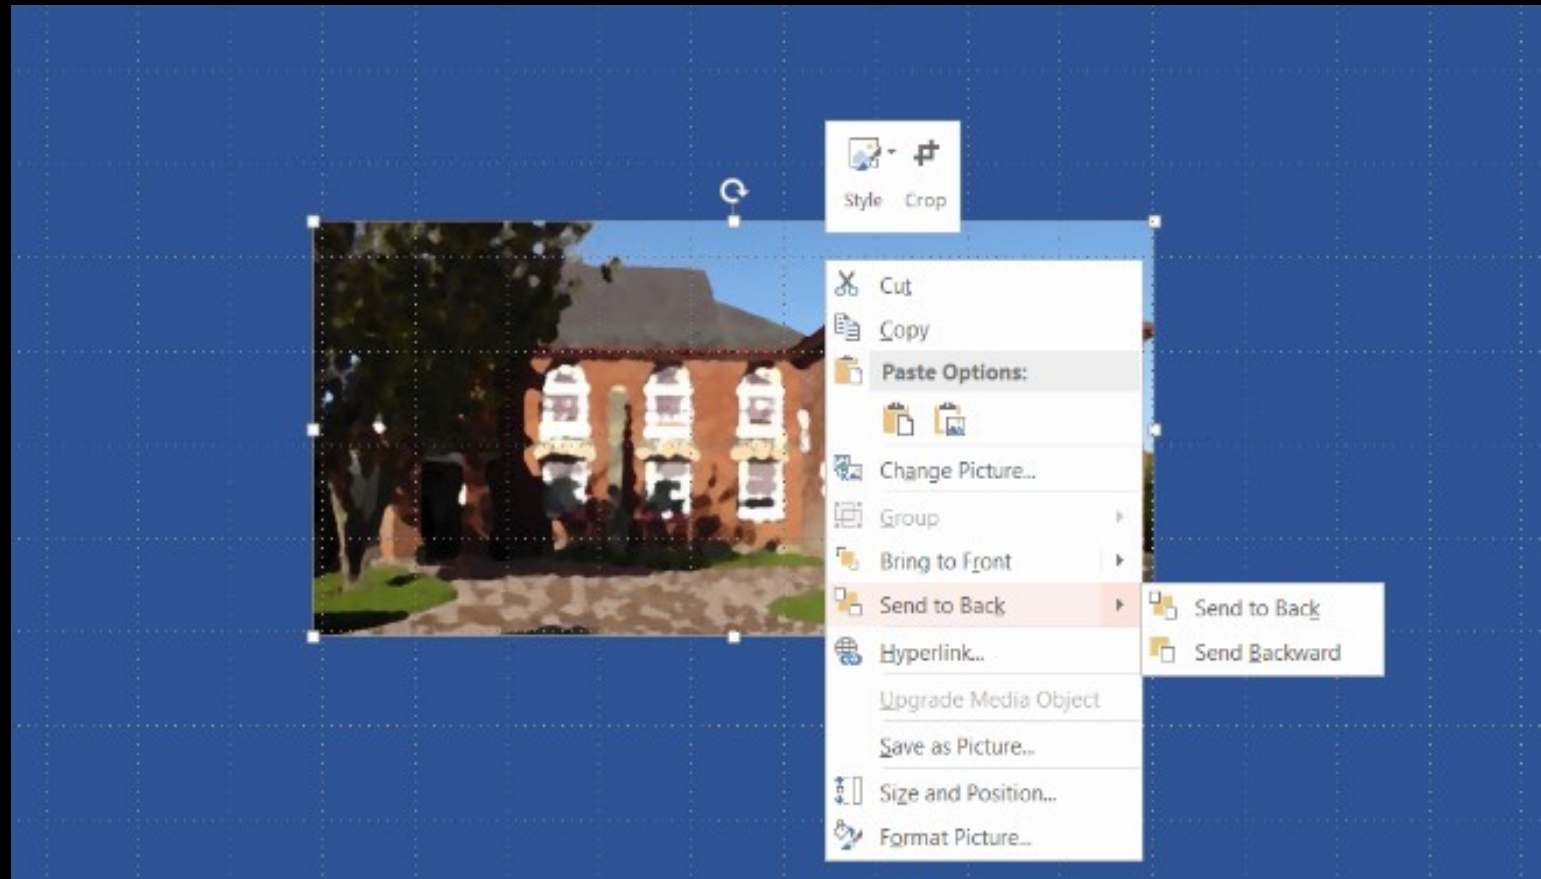 Style Crop
Cut
Copy
Paste Options:
Change Picture...
Group
Bring to Front
Send to Back
Send to Back
Hyperlink...
Send Backward
Upgrade Media Object
Save as Picture...
Size and Position...
Format Picture...